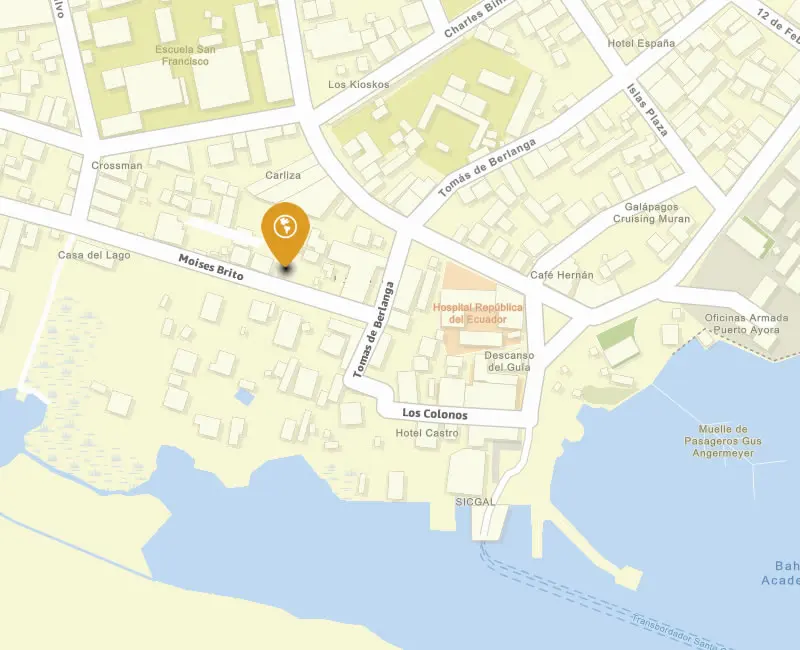 Charles Bin
12 de Feb
Hotel España
Escuela San
Francisco
Los Kioskos
Islas Plaza
Tomás de Berlanga
Crossman
Carliza
Galápagos
Cruising Muran
Casa del Lago
Moises Brito
Café Hernán
Tomas de Berlanga
Hospital República
del Ecuador
Oficinas Armada
-Puerto Ayora
Descanso
del Guía
Los Colonos
Hotel Castro
Muelle de
Pasageros Gus
Angermeyer
SICGAL
Bah
Acade
Transbordador Santa